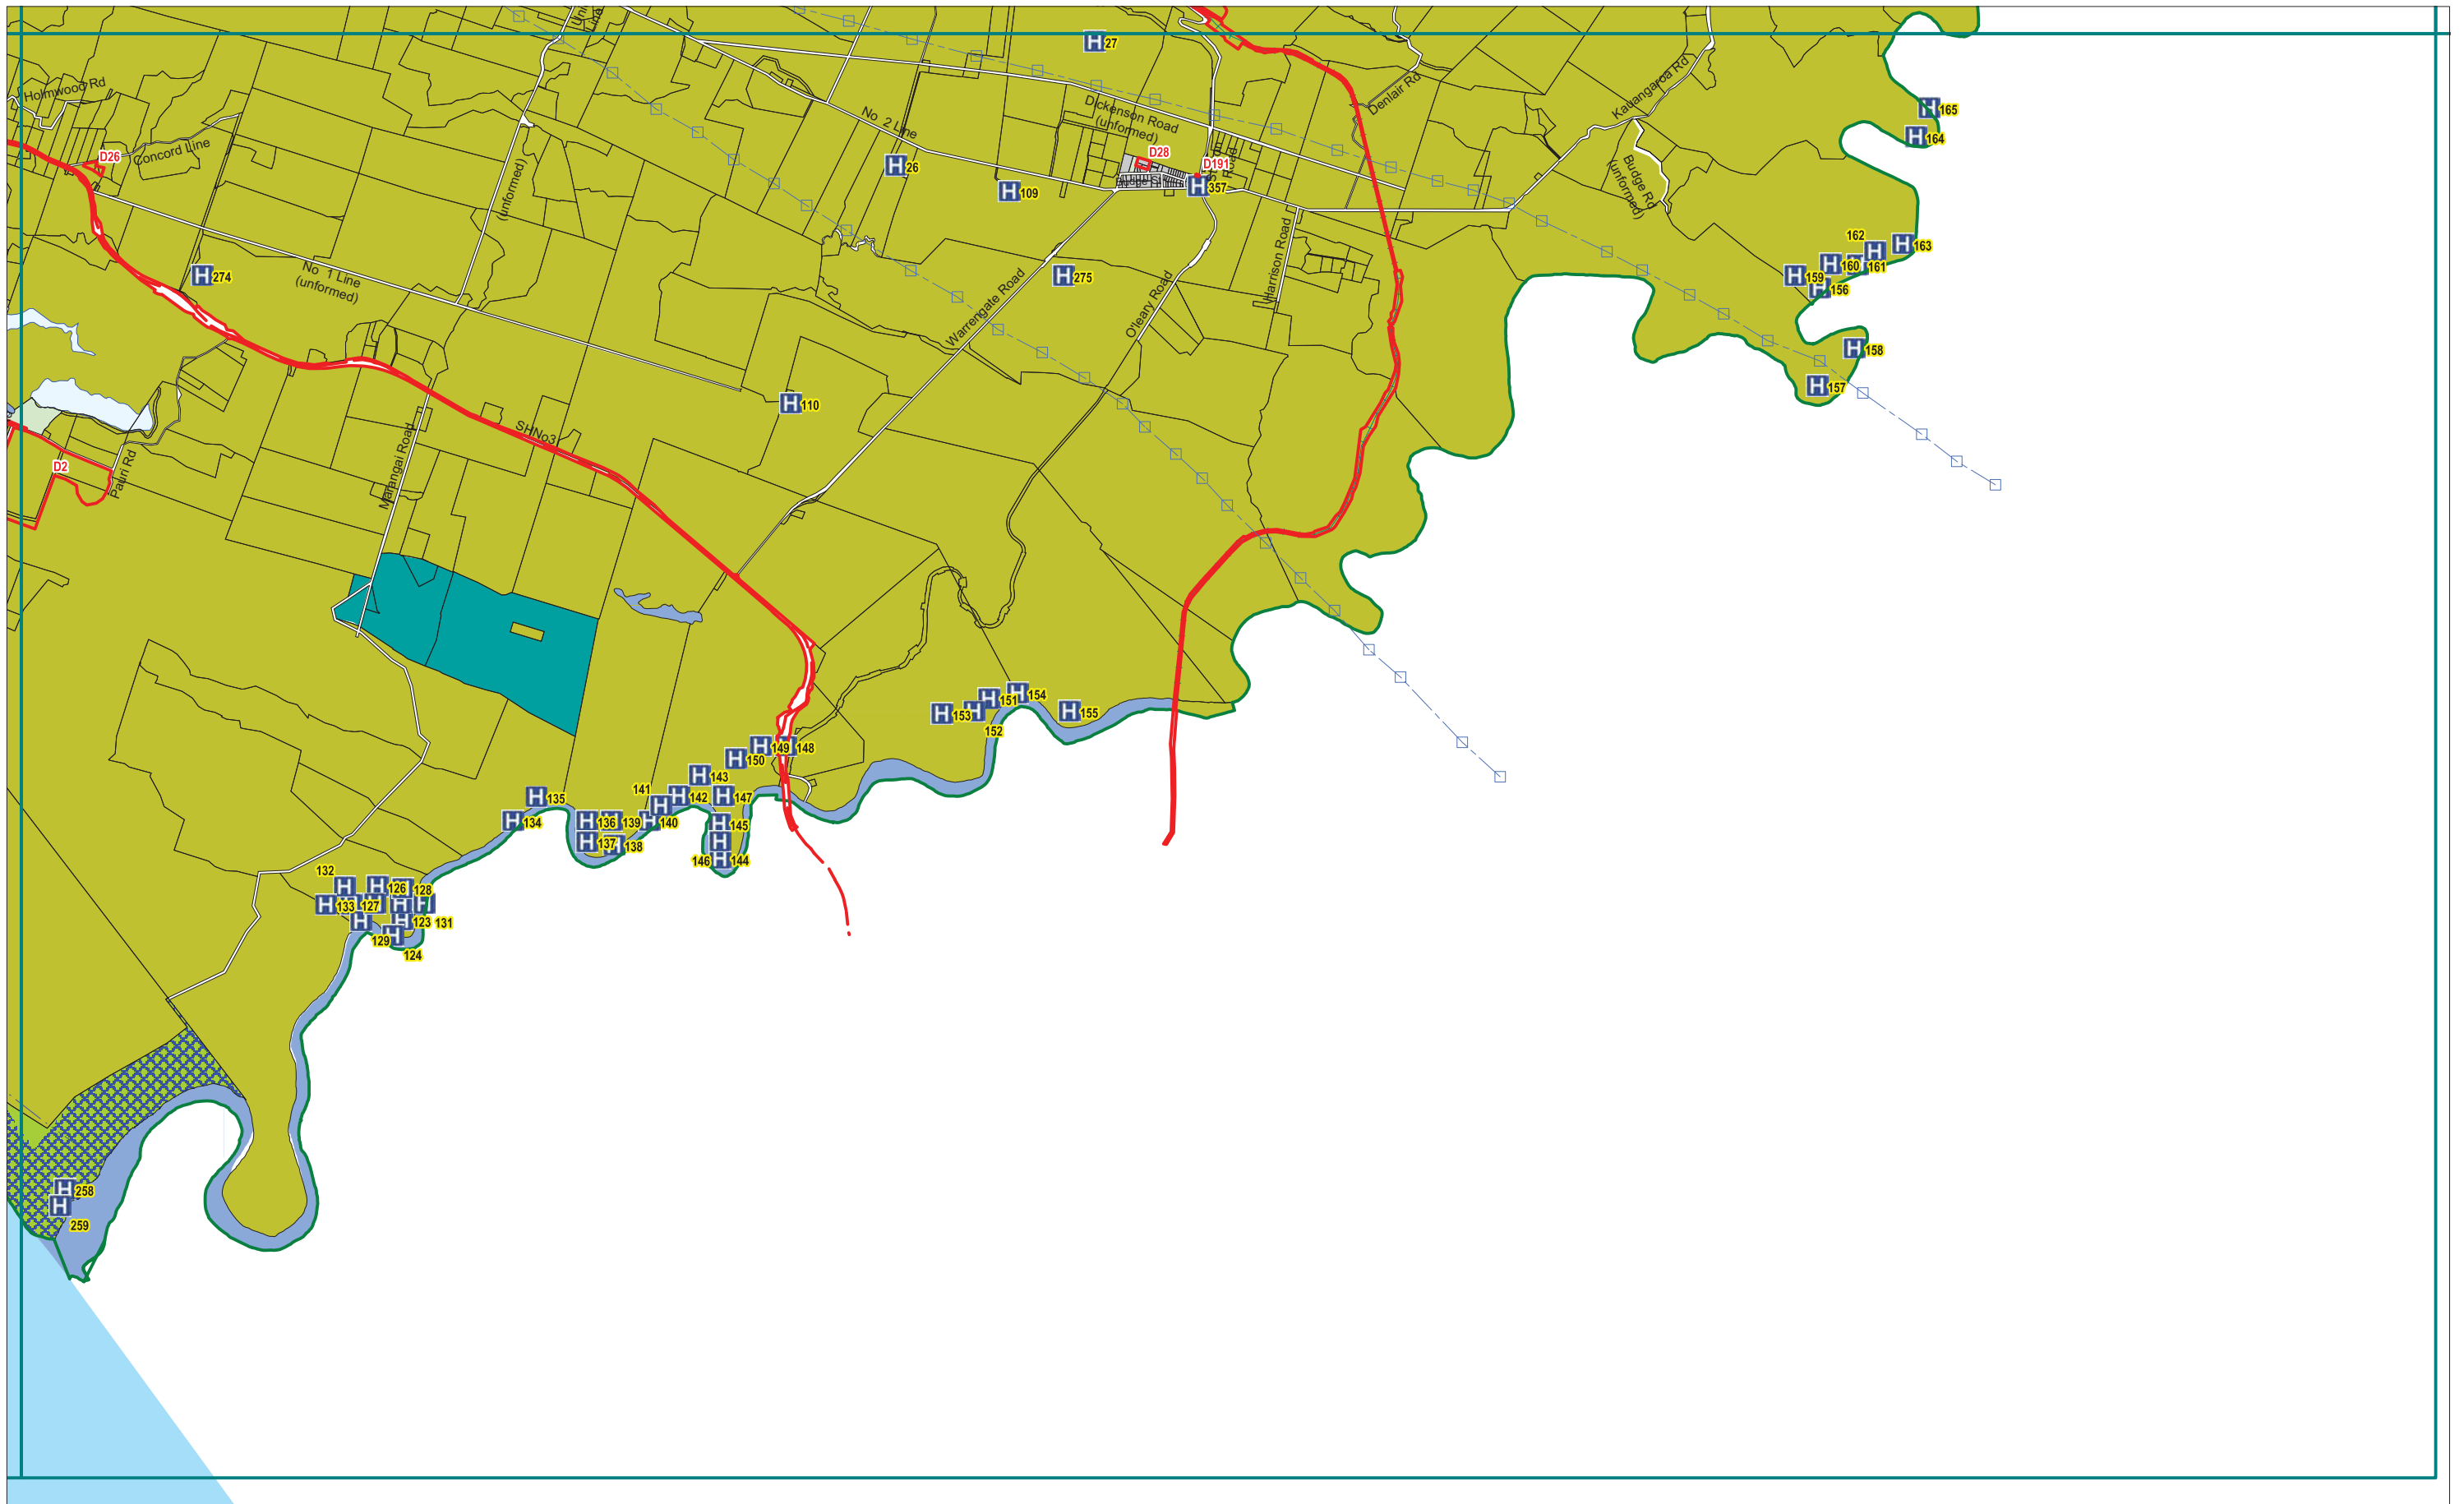 Line
H 27
Holmwood Rd
Denlair Rd
Kauangaroa Rd
H 165
H 164
Dickenson Road
(unformed)
No 2 Line
Concord Line
D26
D28
D191
H 26
H 109
H 357
Road
(unformed)
Budge Rd
(unformed)
H 274
No 1 Line
(unformed)
H 275
Harrison Road
Warrengate Road
O'leary Road
162
H
H 163
H 159
H 160
H 161
H 156
H 158
H 157
H 110
SHNo3
Marangai Road
Pauri Rd
D2
H 153
H
152
H 151
H 154
H 155
H 149
H 148
H 150
H 143
141
H
H 142
H 147
H 135
H 134
H 136
H 139
H 140
H 137
H 138
H 145
H
146
H 144
132
H
H 126
H 128
H 133
H 127
H
H
131
H 123
H
129
H
124
H 258
H
259